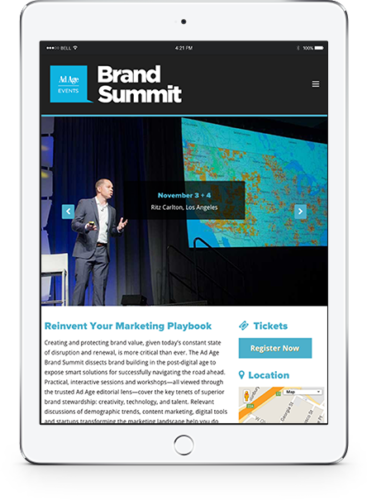 BELL
4:21 PM
100%
Ad Age
EVENTS
Brand
Summit
November 3 + 4
Ritz Carlton, Los Angeles
Reinvent Your Marketing Playbook
Creating and protecting brand value, given today's constant state
of disruption and renewal, is more critical than ever. The Ad Age
Brand Summit dissects brand building in the post-digital age to
expose smart solutions for successfully navigating the road ahead.
Practical, interactive sessions and workshops—all viewed through
the trusted Ad Age editorial lens—cover the key tenets of superior
brand stewardship: creativity, technology, and talent. Relevant
discussions of demographic trends, content marketing, digital tools
and startups transforming the marketing landscape help you do
Tickets
Register Now
Location
Map
Georgia St